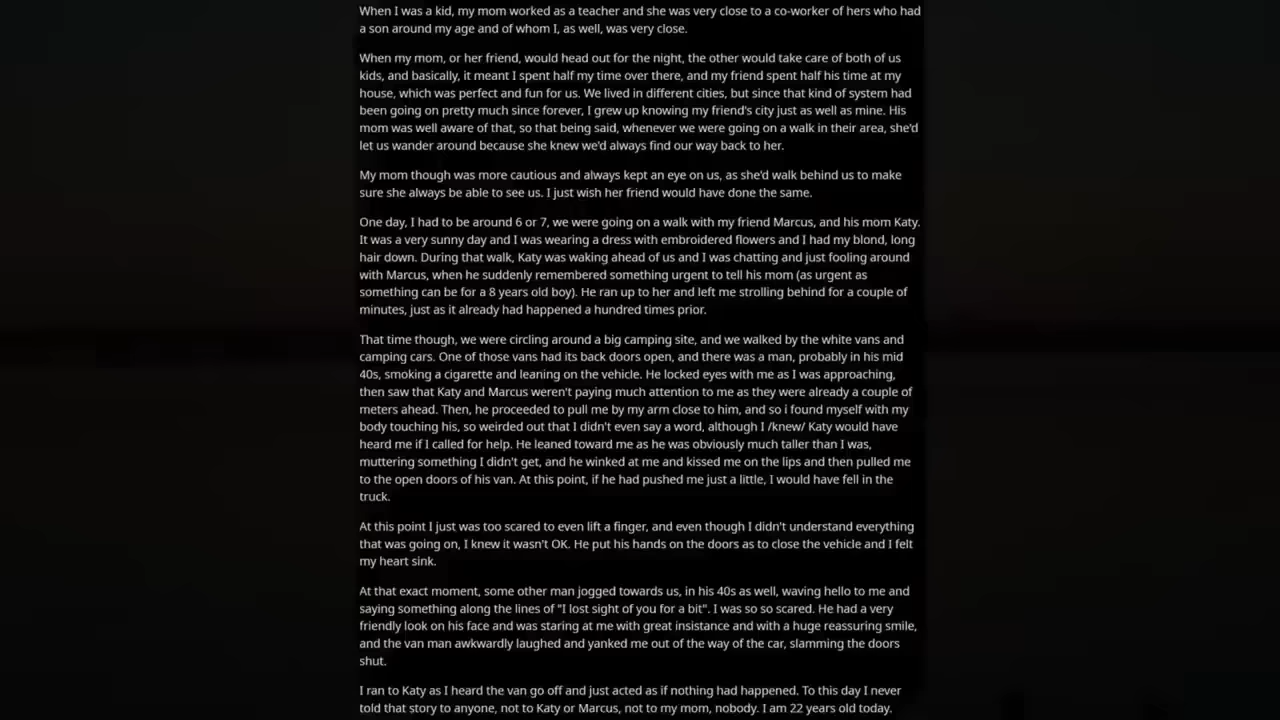 When I was a kid, my mom worked as a teacher and she was very close to a co-worker of hers who had
a son around my age and of whom I, as well, was very close.
When my mom, or her friend, would head out for the night, the other would take care of both of us
kids, and basically, it meant I spent half my time over there, and my friend spent half his time at my
house, which was perfect and fun for us. We lived in different cities, but since that kind of system had
been going on pretty much since forever, I grew up knowing my friend's city just as well as mine. His
mom was well aware of that, so that being said, whenever we were going on a walk in their area, she'd
let us wander around because she knew we'd always find our way back to her.
My mom though was more cautious and always kept an eye on us, as she'd walk behind us to make
sure she always be able to see us. I just wish her friend would have done the same.
One day, I had to be around 6 or 7, we were going on a walk with my friend Marcus, and his mom Katy.
It was a very sunny day and I was wearing a dress with embroidered flowers and I had my blond, long
hair down. During that walk, Katy was waking ahead of us and I was chatting and just fooling around
with Marcus, when he suddenly remembered something urgent to tell his mom (as urgent as
something can be for a 8 years old boy). He ran up to her and left me strolling behind for a couple of
minutes, just as it already had happened a hundred times prior.
That time though, we were circling around a big camping site, and we walked by the white vans and
camping cars. One of those vans had its back doors open, and there was a man, probably in his mid
40s, smoking a cigarette and leaning on the vehicle. He locked eyes with me as I was approaching,
then saw that Katy and Marcus weren't paying much attention to me as they were already a couple of
meters ahead. Then, he proceeded to pull me by my arm close to him, and so i found myself with my
body touching his, so weirded out that I didn't even say a word, although I /knew/ Katy would have
heard me if I called for help. He leaned toward me as he was obviously much taller than I was,
muttering something I didn't get, and he winked at me and kissed me on the lips and then pulled me
to the open doors of his van. At this point, if he had pushed me just a little, I would have fell in the
truck.
At this point I just was too scared to even lift a finger, and even though I didn't understand everything
that was going on, I knew it wasn't OK. He put his hands on the doors as to close the vehicle and I felt
my heart sink.
At that exact moment, some other man jogged towards us, in his 40s as well, waving hello to me and
saying something along the lines of "I lost sight of you for a bit". I was so so scared. He had a very
friendly look on his face and was staring at me with great insistance and with a huge reassuring smile,
and the van man awkwardly laughed and yanked me out of the way of the car, slamming the doors
shut.
I ran to Katy as I heard the van go off and just acted as if nothing had happened. To this day I never
told that story to anyone, not to Katy or Marcus, not to my mom, nobody. I am 22 years old today.